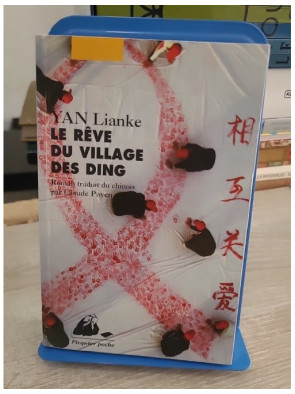 YAN Lianke
LE RÊVE
DU VILLAGE
DES DING
Roman traduit du chinois
par Claude Payen
相
互
关
爱
Picquier poche